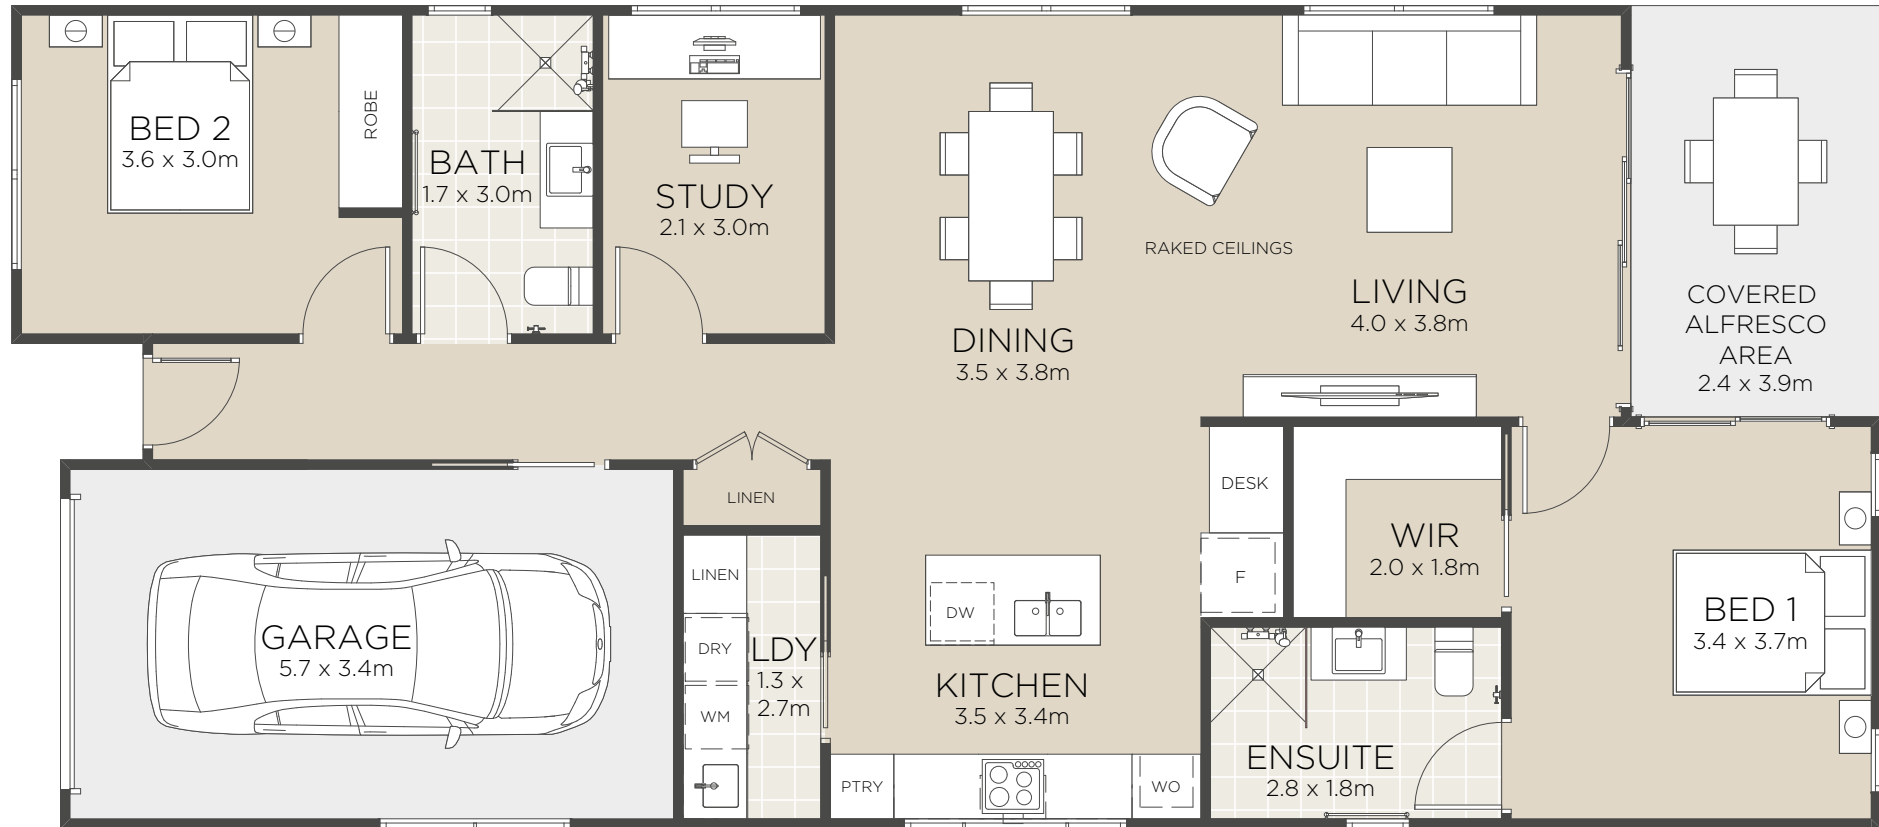 BED 2
3.6 x 3.0m
ROBE
BATH
1.7 x 3.0m
STUDY
2.1 x 3.0m
DINING
3.5 x 3.8m
RAKED CEILINGS
LIVING
4.0 x 3.8m
COVERED
ALFRESCO
AREA
2.4 x 3.9m
GARAGE
5.7 x 3.4m
LINEN
LINEN
DRY
WM
LDY
1.3 x
2.7m
DW
KITCHEN
3.5 x 3.4m
PTRY
WO
DESK
F
WIR
2.0 x 1.8m
ENSUITE
2.8 x 1.8m
BED 1
3.4 x 3.7m